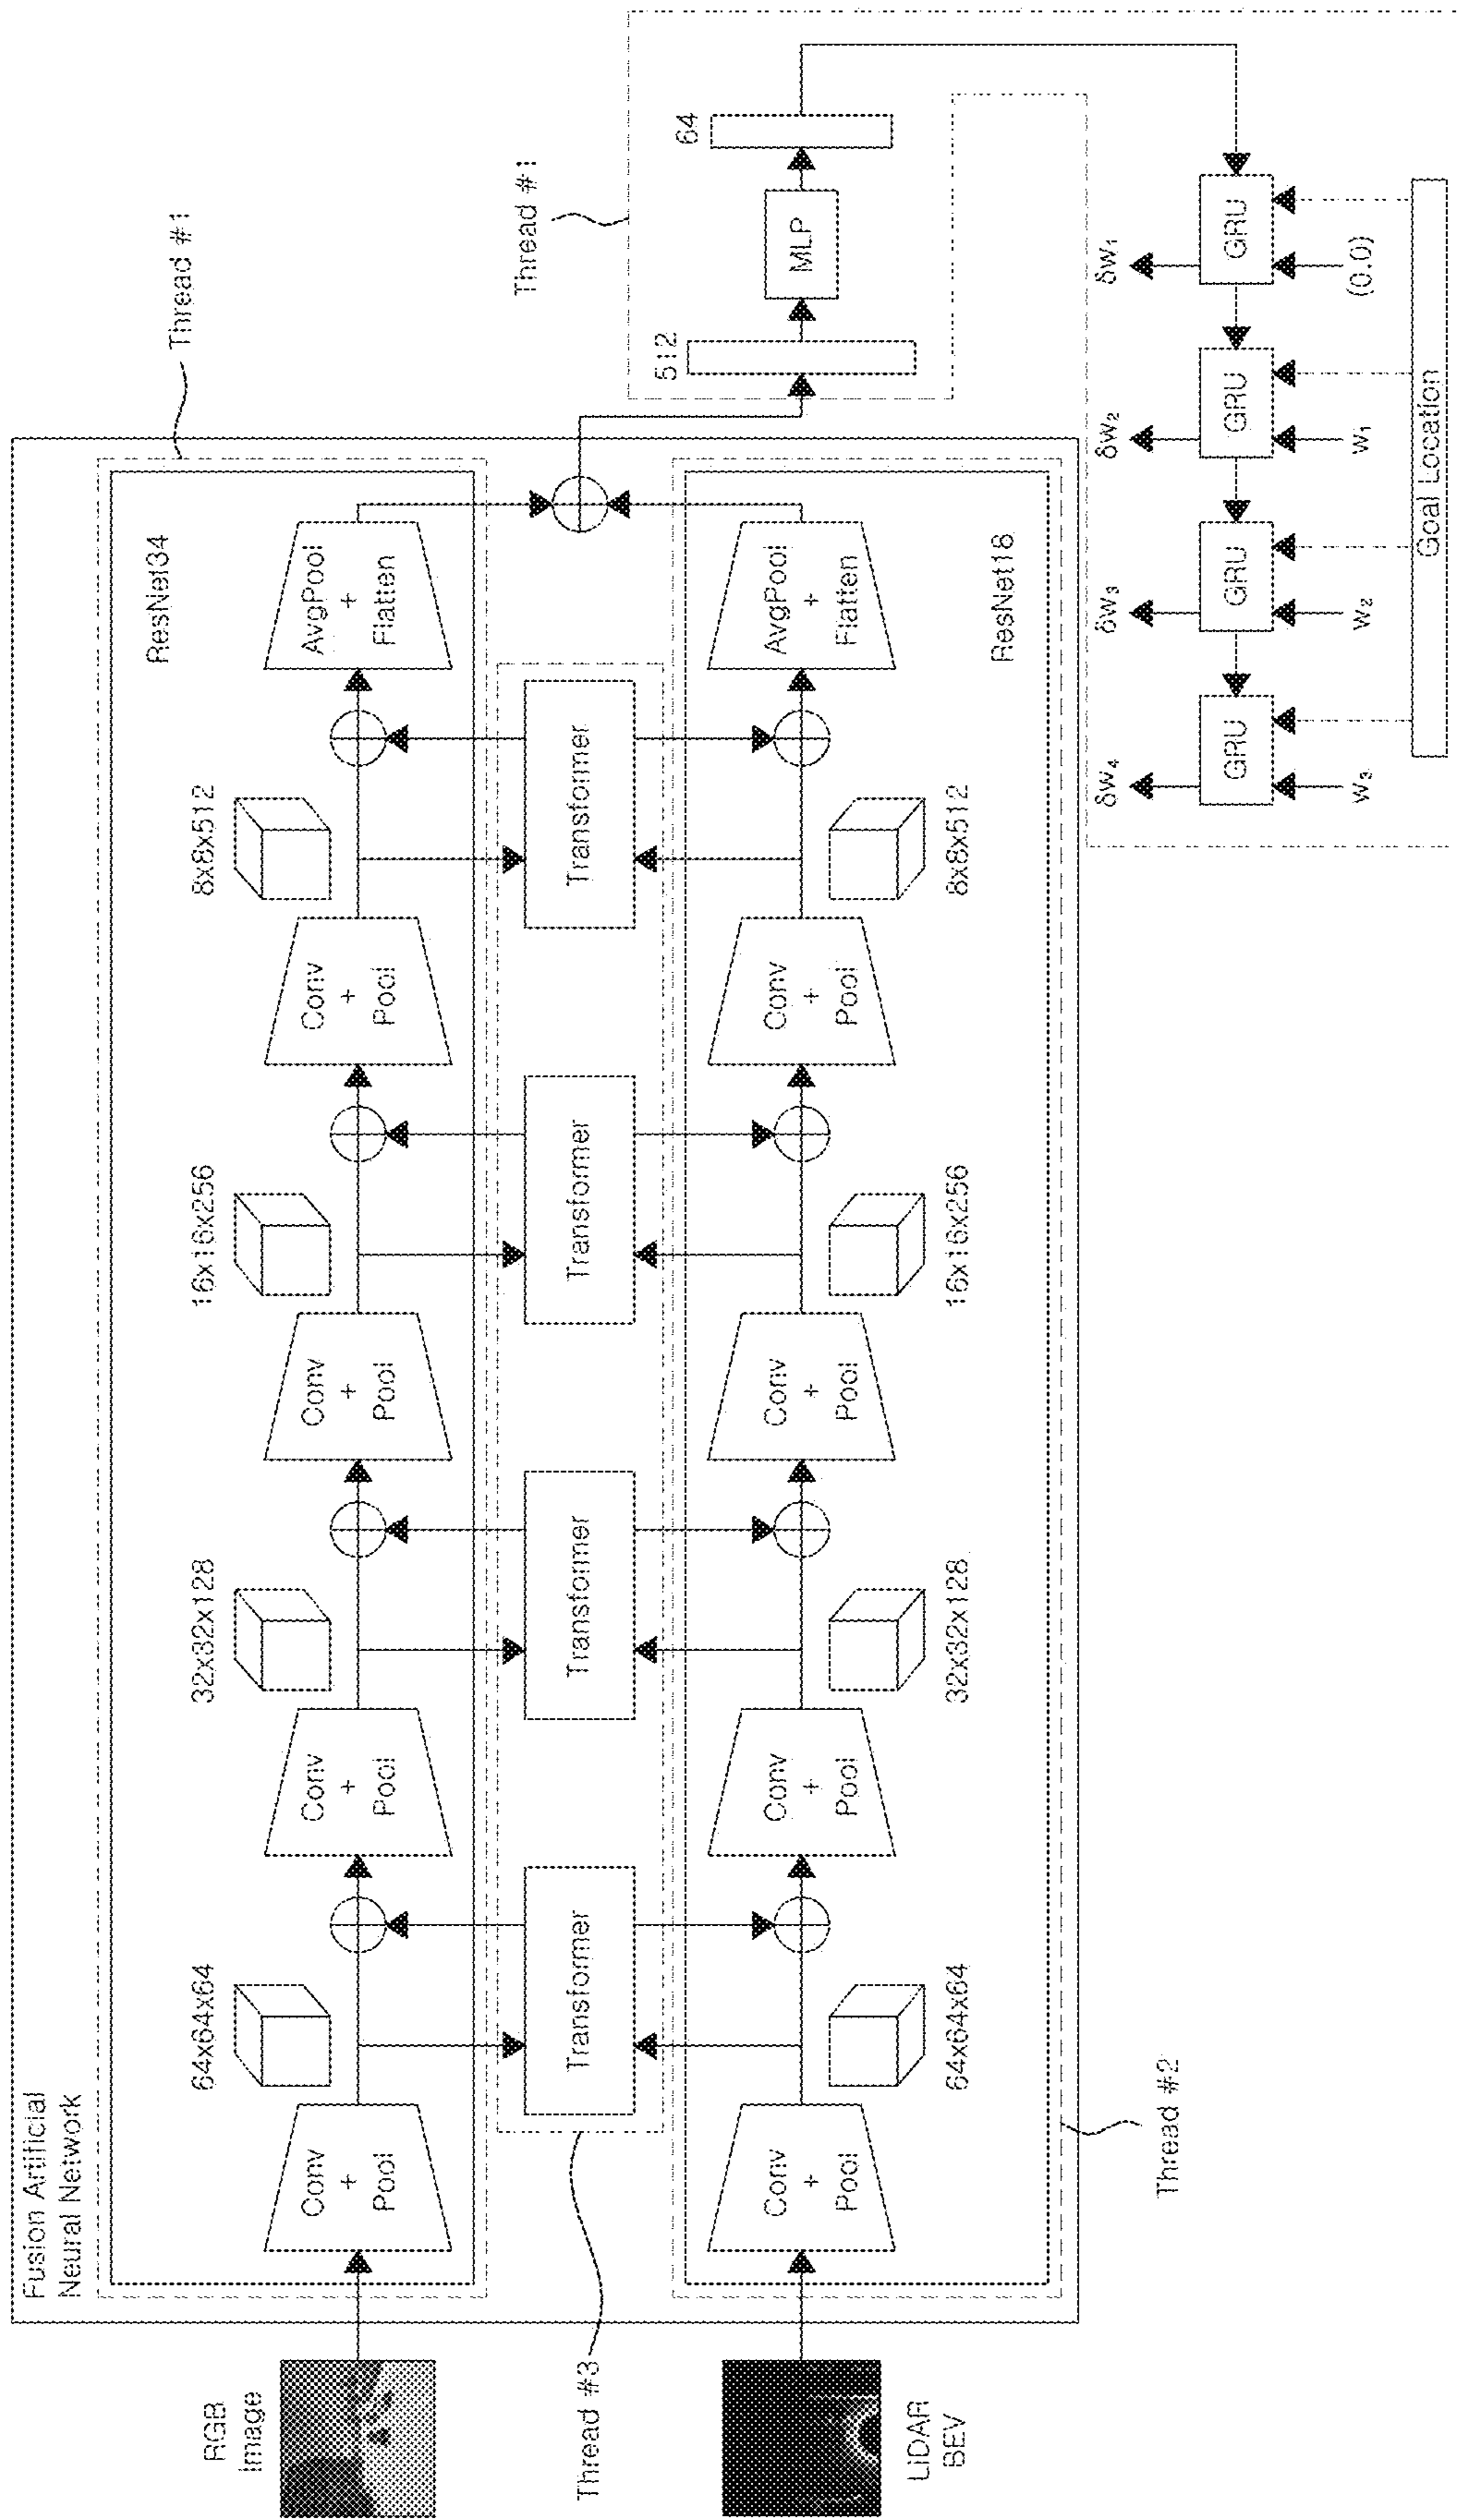 Fusion Artificial
Neural Network
RGB
Image
Thread #1
ResNet34
Conv
+
Pool
64x64x64
Conv
+
Pool
32x32x128
Conv
+
Pool
16x16x256
Conv
+
Pool
8x8x512
AvgPool
+
Flatten
Thread #3
Transformer
Transformer
Transformer
Transformer
LiDAR
BEV
Conv
+
Pool
64x64x64
Conv
+
Pool
32x32x128
Conv
+
Pool
16x16x256
Conv
+
Pool
8x8x512
AvgPool
+
Flatten
ResNet18
Thread #2
Thread #1
512
MLP
64
δw₄
δw₃
δw₂
δw₁
GRU
GRU
GRU
GRU
w₃
w₂
w₁
(0.0)
Goal Location